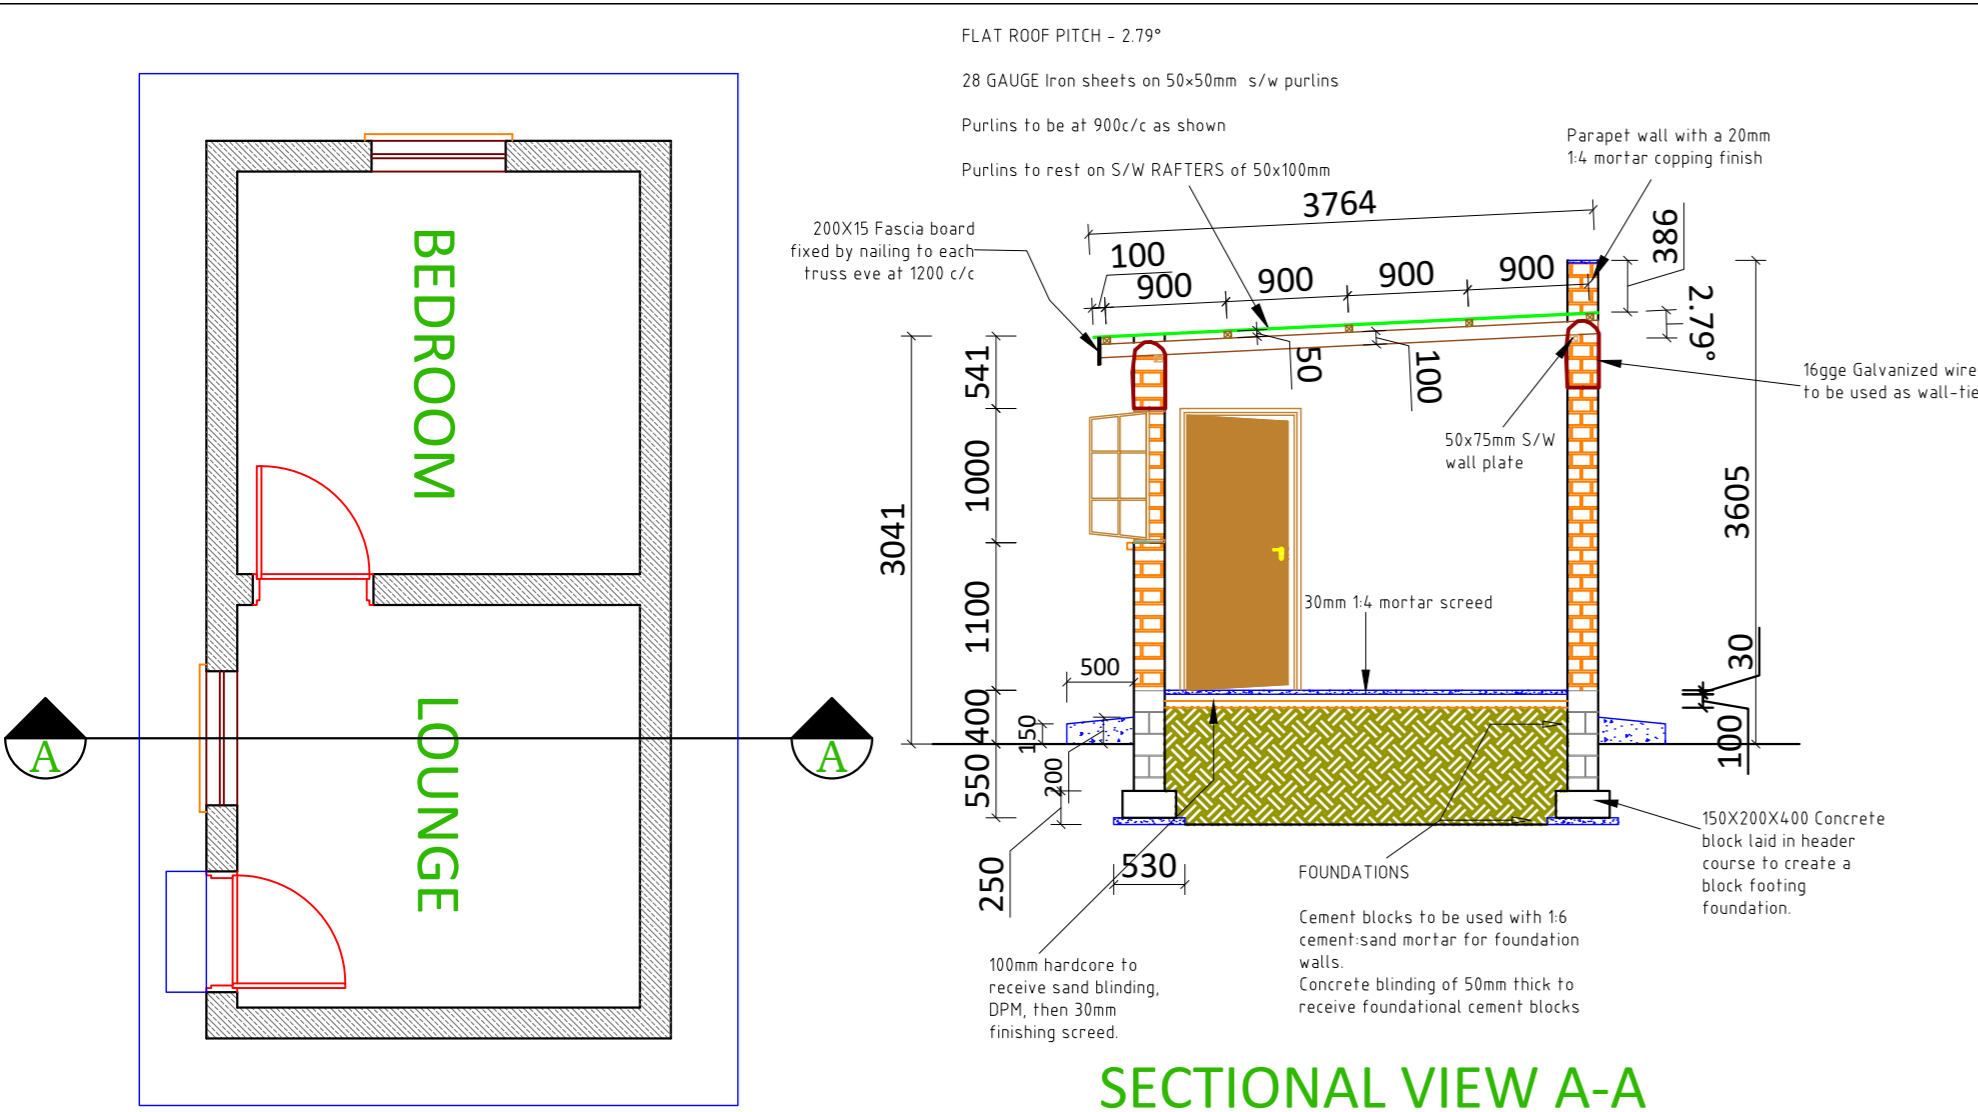 FLAT ROOF PITCH - 2.79°
28 GAUGE Iron sheets on 50×50mm s/w purlins
Purlins to be at 900c/c as shown
Purlins to rest on S/W RAFTERS of 50x100mm
Parapet wall with a 20mm
1:4 mortar copping finish
200X15 Fascia board
fixed by nailing to each
truss eve at 1200 c/c
3764
100
900
900
900
900
386
2.79°
50
100
16gge Galvanized wire
to be used as wall-tie
50x75mm S/W
wall plate
541
1000
1100
400
550
3041
3605
30
100
500
150
200
250
530
30mm 1:4 mortar screed
BEDROOM
LOUNGE
A
A
150X200X400 Concrete
block laid in header
course to create a
block footing
foundation.
FOUNDATIONS
Cement blocks to be used with 1:6
cement:sand mortar for foundation
walls.
Concrete blinding of 50mm thick to
receive foundational cement blocks
100mm hardcore to
receive sand blinding,
DPM, then 30mm
finishing screed.
SECTIONAL VIEW A-A